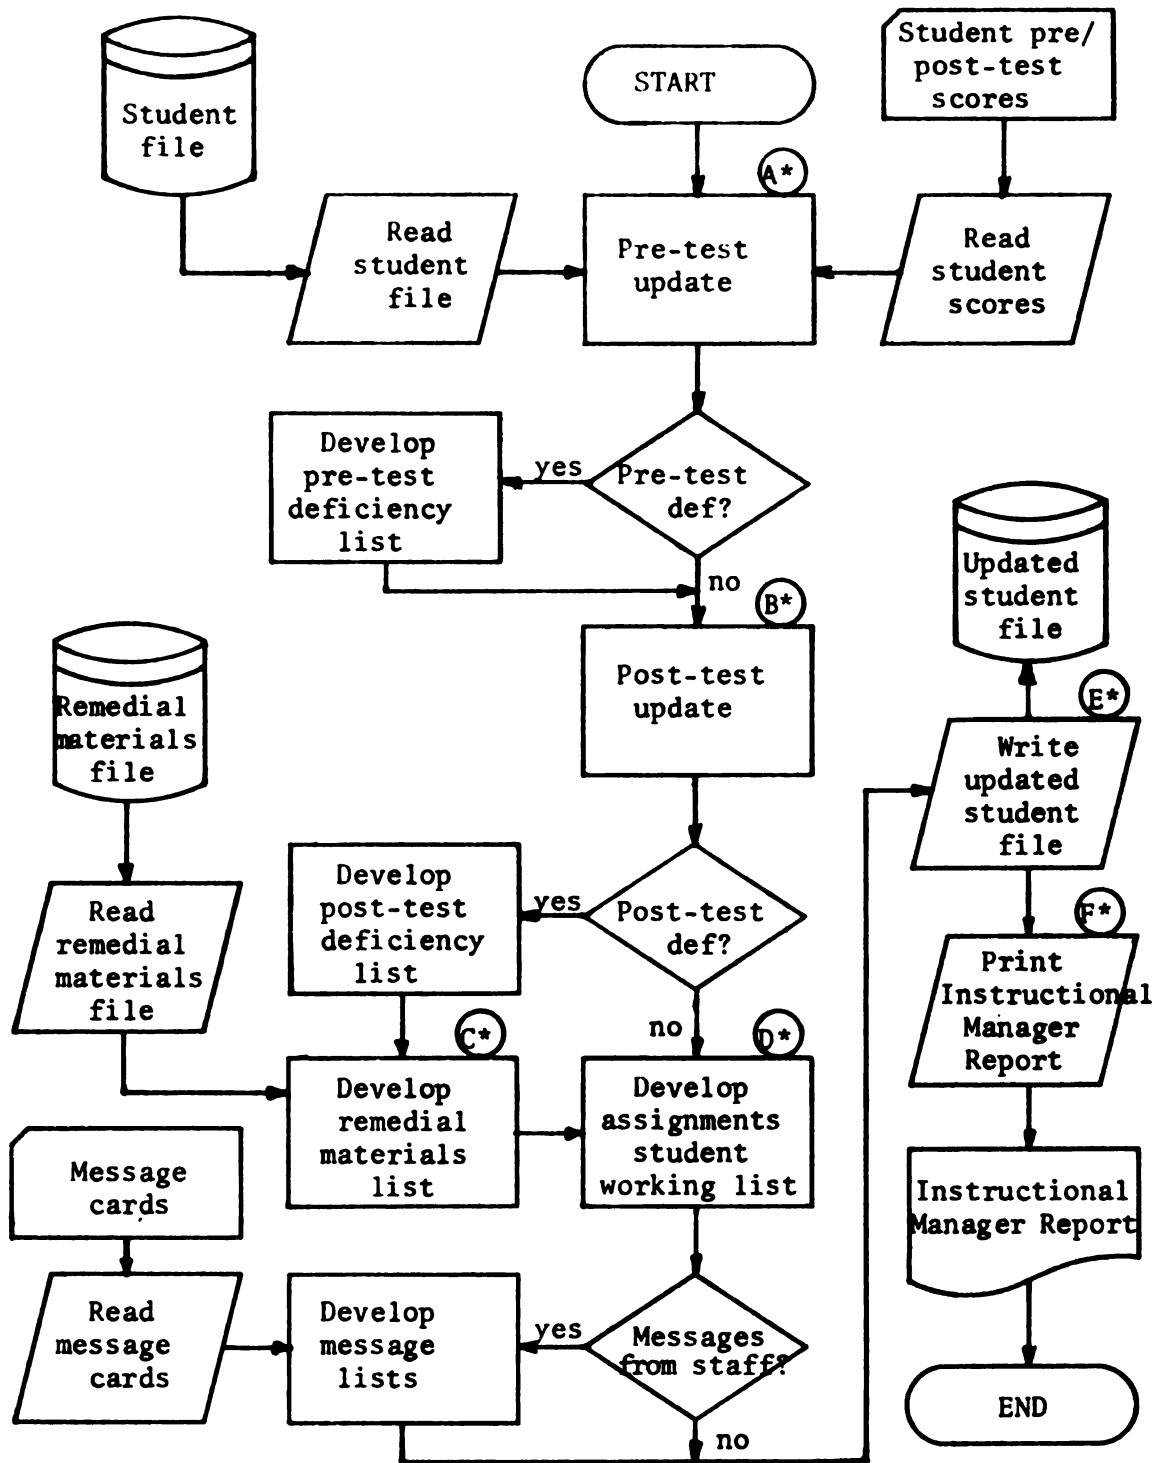 Student
file
START
Student pre/
post-test
scores
A*
Read
student
file
Pre-test
update
Read
student
scores
Develop
pre-test
deficiency
list
yes
Pre-test
def?
no
B*
Updated
student
file
Post-test
update
Remedial
materials
file
E*
Write
updated
student
file
Develop
post-test
deficiency
list
yes
Post-test
def?
no
Read
remedial
materials
file
F*
Print
Instructional
Manager
Report
C*
D*
Develop
remedial
materials
list
Develop
assignments
student
working list
Message
cards
Instructional
Manager Report
Read
message
cards
Develop
message
lists
yes
Messages
from staff?
no
END